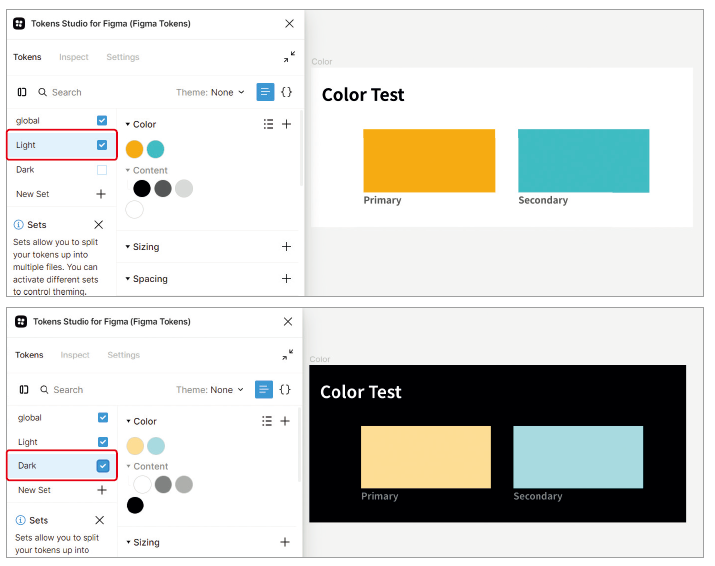 Tokens Studio for Figma (Figma Tokens)
Tokens Inspect Settings
Search Theme: None {}
global
Light
Dark
New Set
Sets
Sets allow you to split
your tokens up into
multiple files. You can
activate different sets
to control theming.
Color
Content
Sizing
Spacing
Color
Color Test
Primary Secondary
Tokens Studio for Figma (Figma Tokens)
Tokens Inspect Settings
Search Theme: None {}
global
Light
Dark
New Set
Sets
Sets allow you to split
your tokens up into
Color
Content
Sizing
Color
Color Test
Primary Secondary